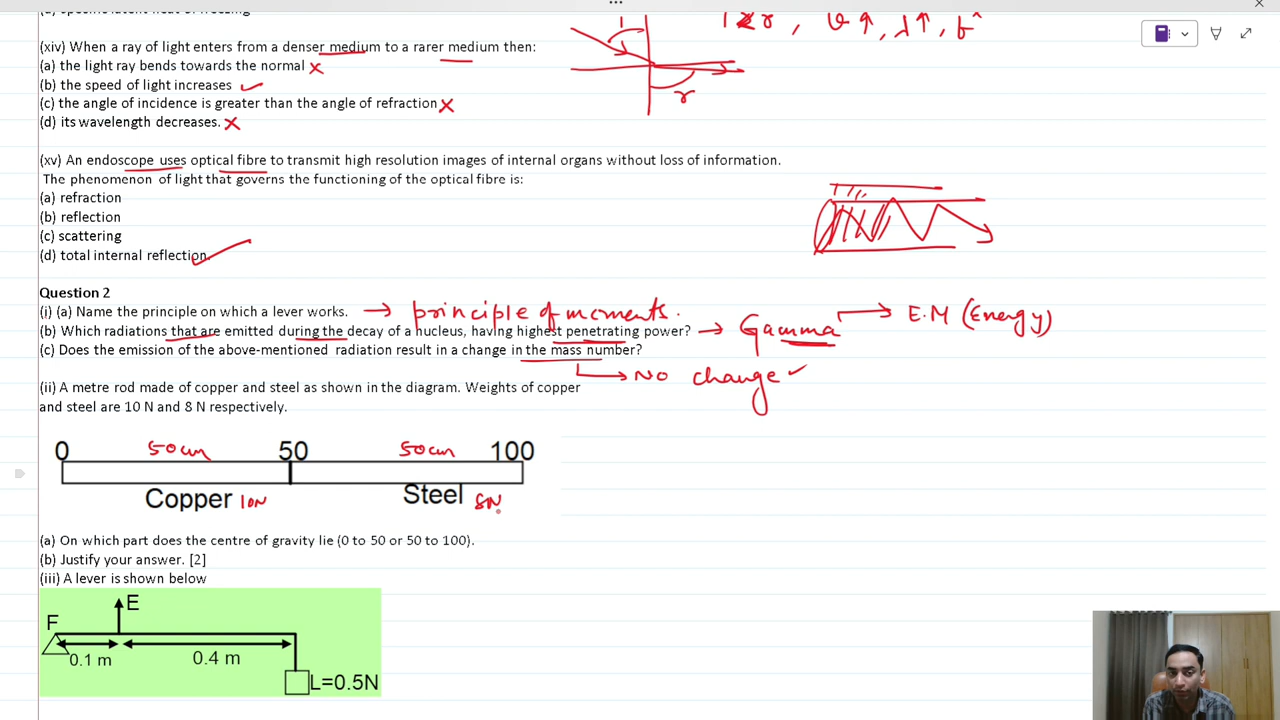 1 < r , v↑ , λ↑ , f^
(xiv) When a ray of light enters from a denser medium to a rarer medium then:
(a) the light ray bends towards the normal
(b) the speed of light increases
(c) the angle of incidence is greater than the angle of refraction
(d) its wavelength decreases.
i
r
(xv) An endoscope uses optical fibre to transmit high resolution images of internal organs without loss of information.
The phenomenon of light that governs the functioning of the optical fibre is:
(a) refraction
(b) reflection
(c) scattering
(d) total internal reflection
Question 2
(i) (a) Name the principle on which a lever works. → principle of moments.
(b) Which radiations that are emitted during the decay of a nucleus, having highest penetrating power? → Gamma → E.M (Energy)
(c) Does the emission of the above-mentioned radiation result in a change in the mass number?
→ No change ✓
(ii) A metre rod made of copper and steel as shown in the diagram. Weights of copper
and steel are 10 N and 8 N respectively.
0 50cm 50 50cm 100
Copper 10N Steel 8N
(a) On which part does the centre of gravity lie (0 to 50 or 50 to 100).
(b) Justify your answer. [2]
(iii) A lever is shown below
E
F
0.1 m 0.4 m
L=0.5N